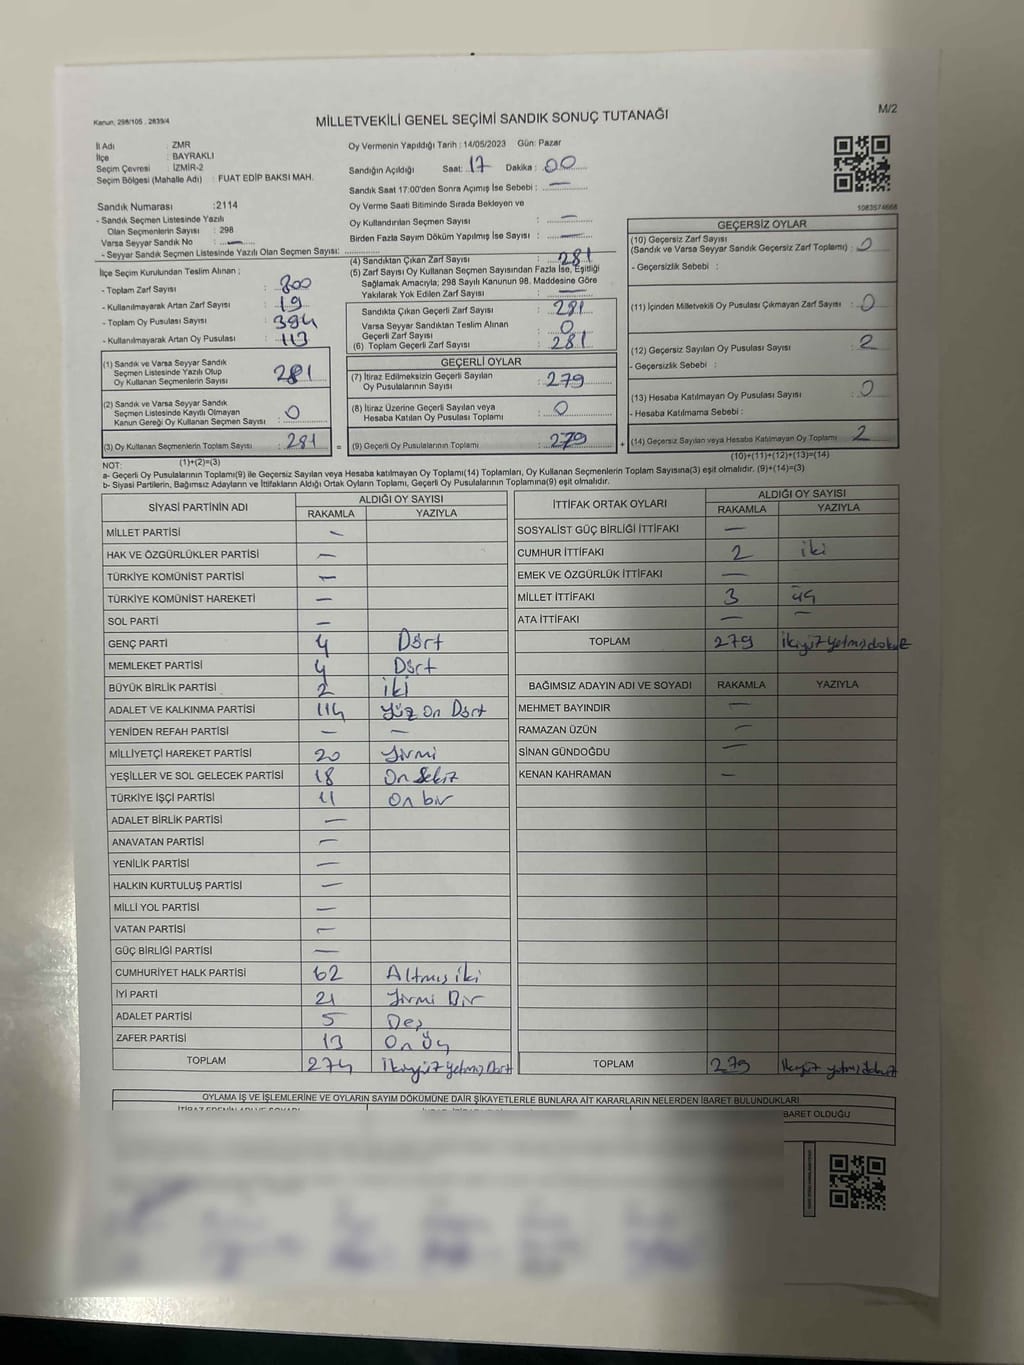 Kanun: 298/105 , 2839/4
MİLLETVEKİLİ GENEL SEÇİMİ SANDIK SONUÇ TUTANAĞI
M/2
İl Adı : ZMR
İlçe : BAYRAKLI
Seçim Çevresi : İZMİR-2
Seçim Bölgesi (Mahalle Adı) : FUAT EDİP BAKSI MAH.
Sandık Numarası :2114
- Sandık Seçmen Listesinde Yazılı
Olan Seçmenlerin Sayısı : 298
Varsa Seyyar Sandık No : —
- Seyyar Sandık Seçmen Listesinde Yazılı Olan Seçmen Sayısı:
Oy Vermenin Yapıldığı Tarih : 14/05/2023 Gün: Pazar
Sandığın Açıldığı Saat: 17 Dakika : 00
Sandık Saat 17:00'den Sonra Açımış İse Sebebi : —
Oy Verme Saati Bitiminde Sırada Bekleyen ve
Oy Kullandırılan Seçmen Sayısı : —
Birden Fazla Sayım Döküm Yapılmış İse Sayısı : —
1083574668
İlçe Seçim Kurulundan Teslim Alınan ;
- Toplam Zarf Sayısı : 300
- Kullanılmayarak Artan Zarf Sayısı : 19
- Toplam Oy Pusulası Sayısı : 394
- Kullanılmayarak Artan Oy Pusulası : 113
(4) Sandıktan Çıkan Zarf Sayısı : 281
(5) Zarf Sayısı Oy Kullanan Seçmen Sayısından Fazla İse, Eşitliği
Sağlamak Amacıyla; 298 Sayılı Kanunun 98. Maddesine Göre
Yakılarak Yok Edilen Zarf Sayısı : —
Sandıkta Çıkan Geçerli Zarf Sayısı : 281
Varsa Seyyar Sandıktan Teslim Alınan
Geçerli Zarf Sayısı : 0
(6) Toplam Geçerli Zarf Sayısı : 281
GEÇERSİZ OYLAR
(10) Geçersiz Zarf Sayısı
(Sandık ve Varsa Seyyar Sandık Geçersiz Zarf Toplamı) : 0
- Geçersizlik Sebebi :
(11) İçinden Milletvekili Oy Pusulası Çıkmayan Zarf Sayısı : 0
(12) Geçersiz Sayılan Oy Pusulası Sayısı : 2
- Geçersizlik Sebebi :
(13) Hesaba Katılmayan Oy Pusulası Sayısı : 0
- Hesaba Katılmama Sebebi :
(14) Geçersiz Sayılan veya Hesaba Katılmayan Oy Toplamı : 2
(10)+(11)+(12)+(13)=(14)
(1) Sandık ve Varsa Seyyar Sandık
Seçmen Listesinde Yazılı Olup
Oy Kullanan Seçmenlerin Sayısı : 281
(2) Sandık ve Varsa Seyyar Sandık
Seçmen Listesinde Kayıtlı Olmayan
Kanun Gereği Oy Kullanan Seçmen Sayısı : 0
(3) Oy Kullanan Seçmenlerin Toplam Sayısı : 281 =
(1)+(2)=(3)
GEÇERLİ OYLAR
(7) İtiraz Edilmeksizin Geçerli Sayılan
Oy Pusulalarının Sayısı : 279
(8) İtiraz Üzerine Geçerli Sayılan veya
Hesaba Katılan Oy Pusulası Toplamı : 0
(9) Geçerli Oy Pusulalarının Toplamı : 279 +
NOT:
a- Geçerli Oy Pusulalarının Toplamı(9) ile Geçersiz Sayılan veya Hesaba katılmayan Oy Toplamı(14) Toplamları, Oy Kullanan Seçmenlerin Toplam Sayısına(3) eşit olmalıdır. (9)+(14)=(3)
b- Siyasi Partilerin, Bağımsız Adayların ve İttifakların Aldığı Ortak Oyların Toplamı, Geçerli Oy Pusulalarının Toplamına(9) eşit olmalıdır.
SİYASİ PARTİNİN ADI ALDIĞI OY SAYISI
RAKAMLA YAZIYLA
MİLLET PARTİSİ —
HAK VE ÖZGÜRLÜKLER PARTİSİ —
TÜRKİYE KOMÜNİST PARTİSİ —
TÜRKİYE KOMÜNİST HAREKETİ —
SOL PARTİ —
GENÇ PARTİ 4 Dört
MEMLEKET PARTİSİ 4 Dört
BÜYÜK BİRLİK PARTİSİ 2 iki
ADALET VE KALKINMA PARTİSİ 114 Yüz On Dört
YENİDEN REFAH PARTİSİ — —
MİLLİYETÇİ HAREKET PARTİSİ 20 Yirmi
YEŞİLLER VE SOL GELECEK PARTİSİ 18 On Sekiz
TÜRKİYE İŞÇİ PARTİSİ 11 On bir
ADALET BİRLİK PARTİSİ —
ANAVATAN PARTİSİ —
YENİLİK PARTİSİ —
HALKIN KURTULUŞ PARTİSİ —
MİLLİ YOL PARTİSİ —
VATAN PARTİSİ —
GÜÇ BİRLİĞİ PARTİSİ —
CUMHURİYET HALK PARTİSİ 62 Altmış iki
İYİ PARTİ 21 Yirmi Bir
ADALET PARTİSİ 5 Beş
ZAFER PARTİSİ 13 On Üç
TOPLAM 274 İkiyüz Yetmiş Dört
İTTİFAK ORTAK OYLARI ALDIĞI OY SAYISI
RAKAMLA YAZIYLA
SOSYALİST GÜÇ BİRLİĞİ İTTİFAKI —
CUMHUR İTTİFAKI 2 iki
EMEK VE ÖZGÜRLÜK İTTİFAKI —
MİLLET İTTİFAKI 3 üç
ATA İTTİFAKI — —
TOPLAM 279 ikiyüz yetmiş dokuz
BAĞIMSIZ ADAYIN ADI VE SOYADI RAKAMLA YAZIYLA
MEHMET BAYINDIR —
RAMAZAN ÜZÜN —
SİNAN GÜNDOĞDU —
KENAN KAHRAMAN —
TOPLAM 279 ikiyüz yetmiş dokuz
OYLAMA İŞ VE İŞLEMLERİNE VE OYLARIN SAYIM DÖKÜMÜNE DAİR ŞİKAYETLERLE BUNLARA AİT KARARLARIN NELERDEN İBARET BULUNDUKLARI
BARET OLDUĞU